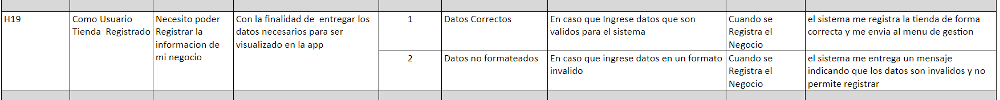 H19
Como Usuario
Tienda Registrado
Necesito poder
Registrar la
informacion de
mi negocio
Con la finalidad de entregar los
datos necesarios para ser
visualizado en la app
1
Datos Correctos
En caso que Ingrese datos que son
validos para el sistema
Cuando se
Registra el
Negocio
el sistema me registra la tienda de forma
correcta y me envia al menu de gestion
2
Datos no formateados
En caso que ingrese datos en un formato
invalido
Cuando se
Registra el
Negocio
el sistema me entrega un mensaje
indicando que los datos son invalidos y no
permite registrar